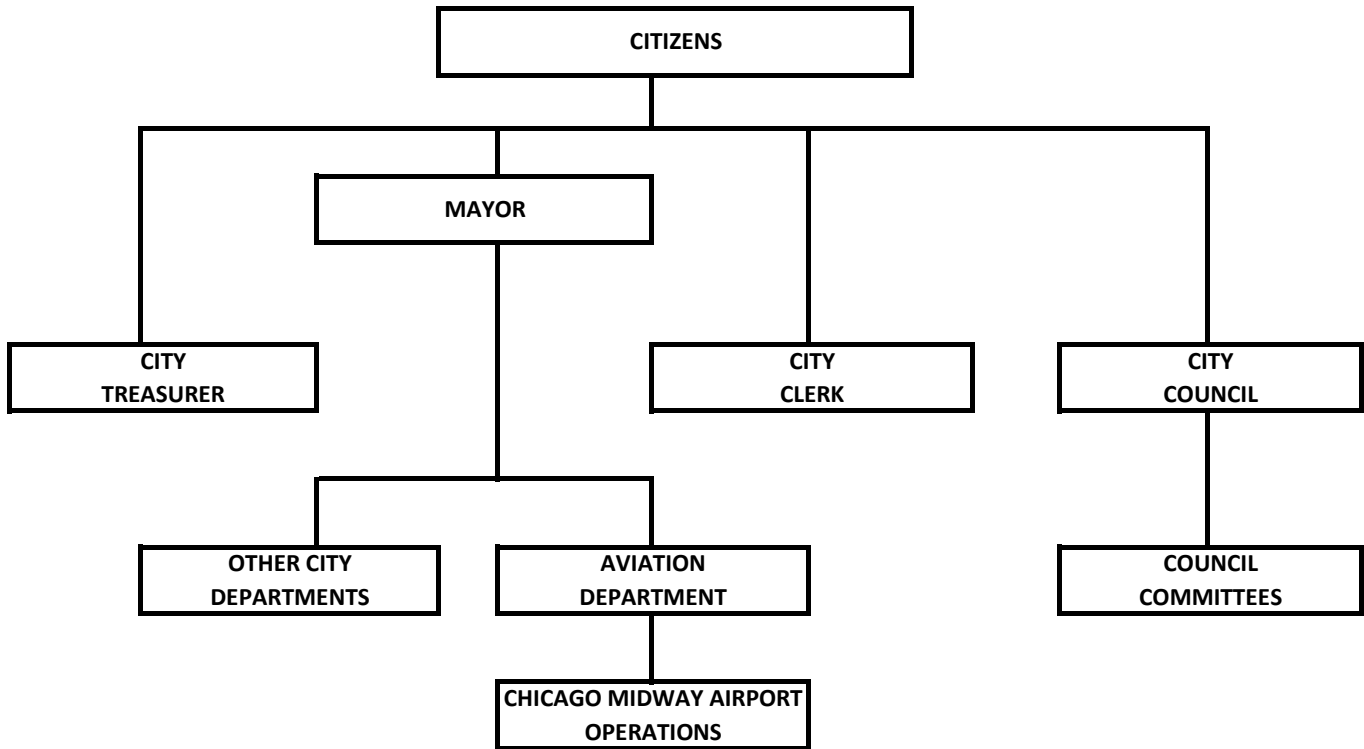 CITIZENS
MAYOR
CITY
TREASURER
CITY
CLERK
CITY
COUNCIL
OTHER CITY
DEPARTMENTS
AVIATION
DEPARTMENT
COUNCIL
COMMITTEES
CHICAGO MIDWAY AIRPORT
OPERATIONS